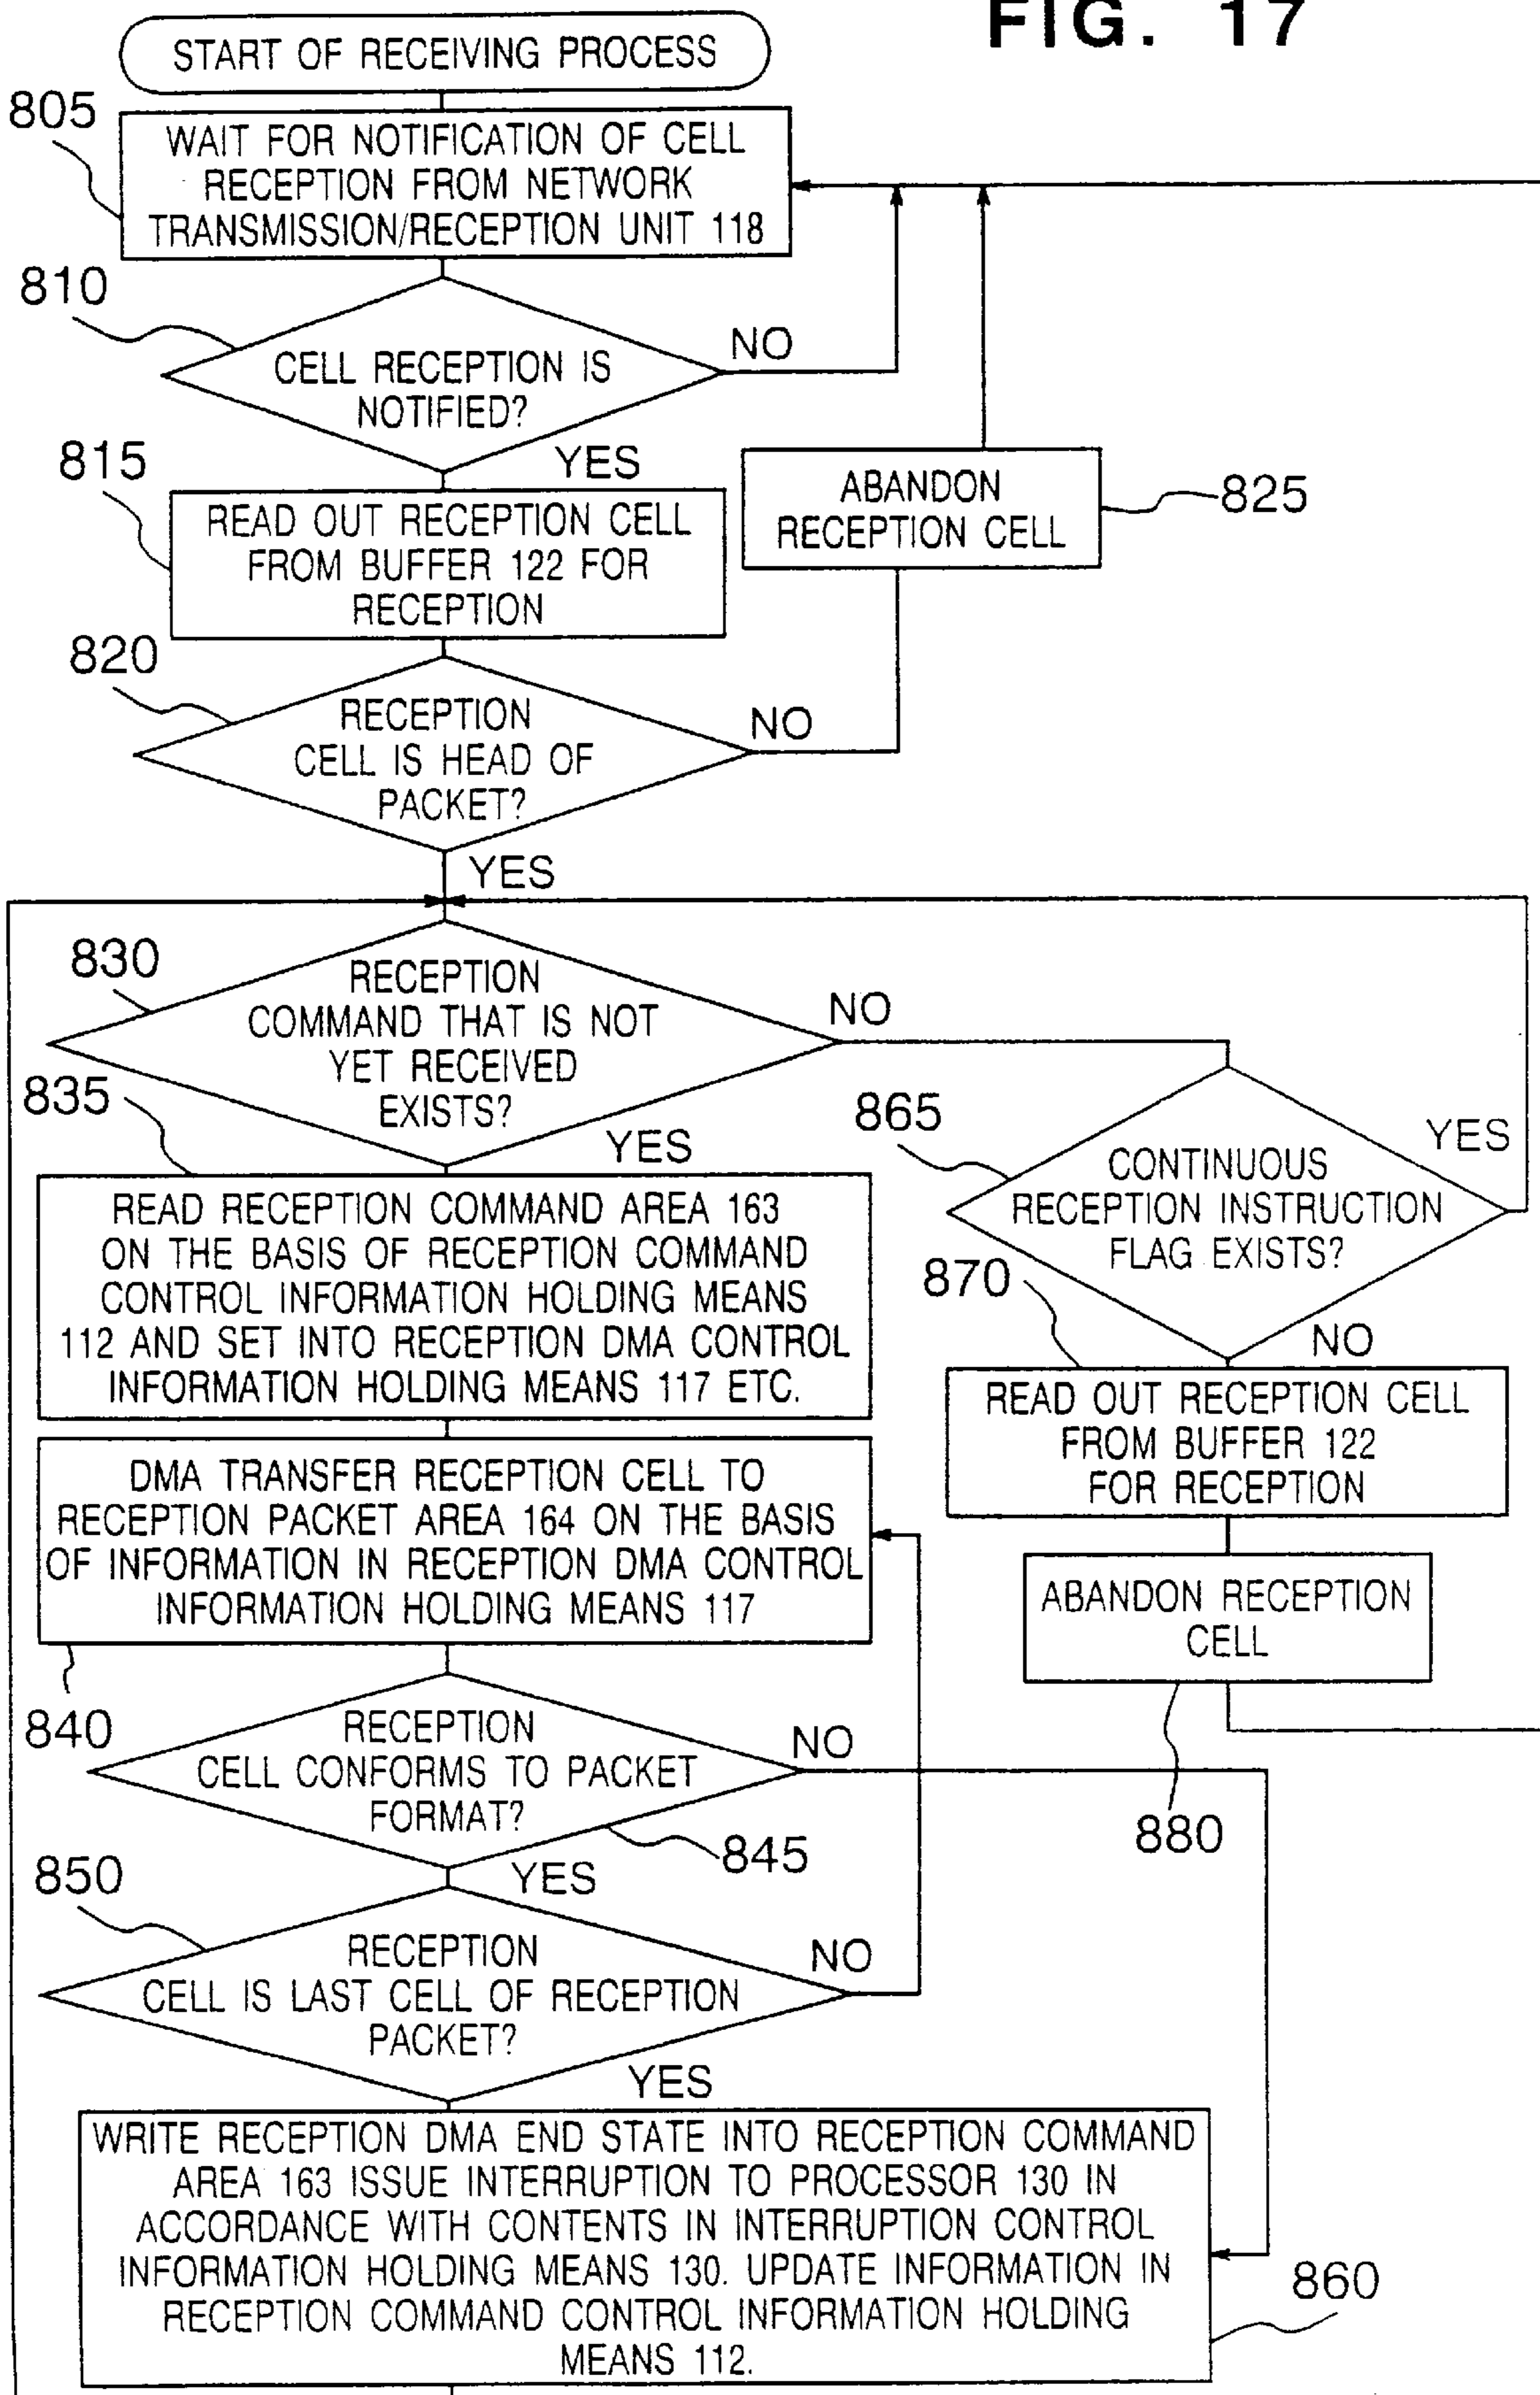 FIG. 17
START OF RECEIVING PROCESS
805
WAIT FOR NOTIFICATION OF CELL
RECEPTION FROM NETWORK
TRANSMISSION/RECEPTION UNIT 118
810
CELL RECEPTION IS
NOTIFIED?
NO
YES
815
READ OUT RECEPTION CELL
FROM BUFFER 122 FOR
RECEPTION
ABANDON
RECEPTION CELL
825
820
RECEPTION
CELL IS HEAD OF
PACKET?
NO
YES
830
RECEPTION
COMMAND THAT IS NOT
YET RECEIVED
EXISTS?
NO
YES
835
READ RECEPTION COMMAND AREA 163
ON THE BASIS OF RECEPTION COMMAND
CONTROL INFORMATION HOLDING MEANS
112 AND SET INTO RECEPTION DMA CONTROL
INFORMATION HOLDING MEANS 117 ETC.
865
CONTINUOUS
RECEPTION INSTRUCTION
FLAG EXISTS?
YES
NO
870
READ OUT RECEPTION CELL
FROM BUFFER 122
FOR RECEPTION
DMA TRANSFER RECEPTION CELL TO
RECEPTION PACKET AREA 164 ON THE BASIS
OF INFORMATION IN RECEPTION DMA CONTROL
INFORMATION HOLDING MEANS 117
840
ABANDON RECEPTION
CELL
880
RECEPTION
CELL CONFORMS TO PACKET
FORMAT?
NO
845
YES
850
RECEPTION
CELL IS LAST CELL OF RECEPTION
PACKET?
NO
YES
WRITE RECEPTION DMA END STATE INTO RECEPTION COMMAND
AREA 163 ISSUE INTERRUPTION TO PROCESSOR 130 IN
ACCORDANCE WITH CONTENTS IN INTERRUPTION CONTROL
INFORMATION HOLDING MEANS 130. UPDATE INFORMATION IN
RECEPTION COMMAND CONTROL INFORMATION HOLDING
MEANS 112.
860